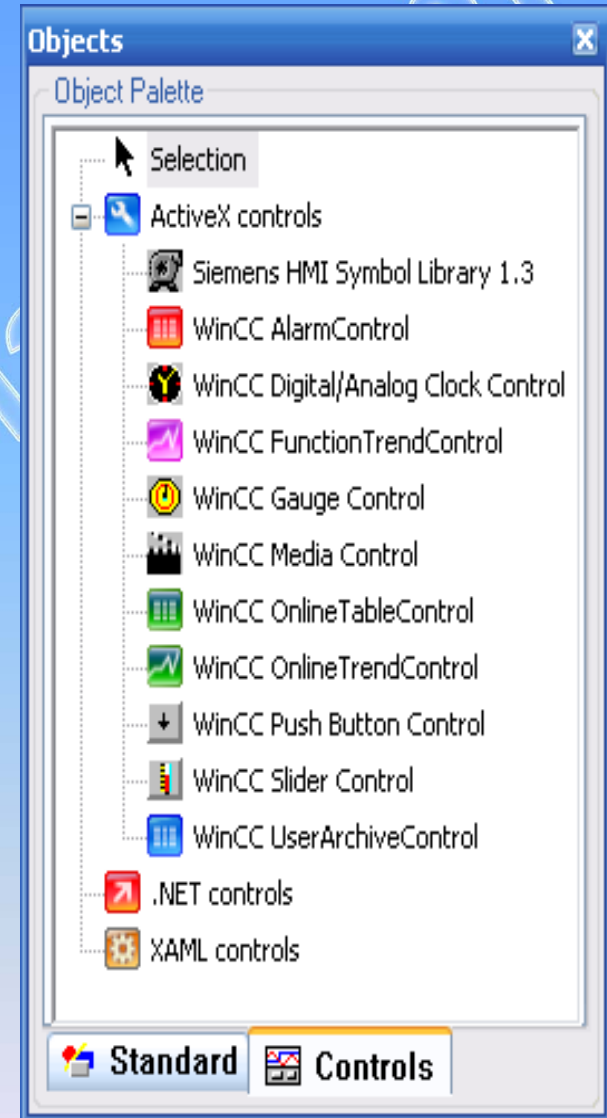 Objects
Object Palette
Selection
ActiveX controls
Siemens HMI Symbol Library 1.3
WinCC AlarmControl
WinCC Digital/Analog Clock Control
WinCC FunctionTrendControl
WinCC Gauge Control
WinCC Media Control
WinCC OnlineTableControl
WinCC OnlineTrendControl
WinCC Push Button Control
WinCC Slider Control
WinCC UserArchiveControl
.NET controls
XAML controls
Standard Controls